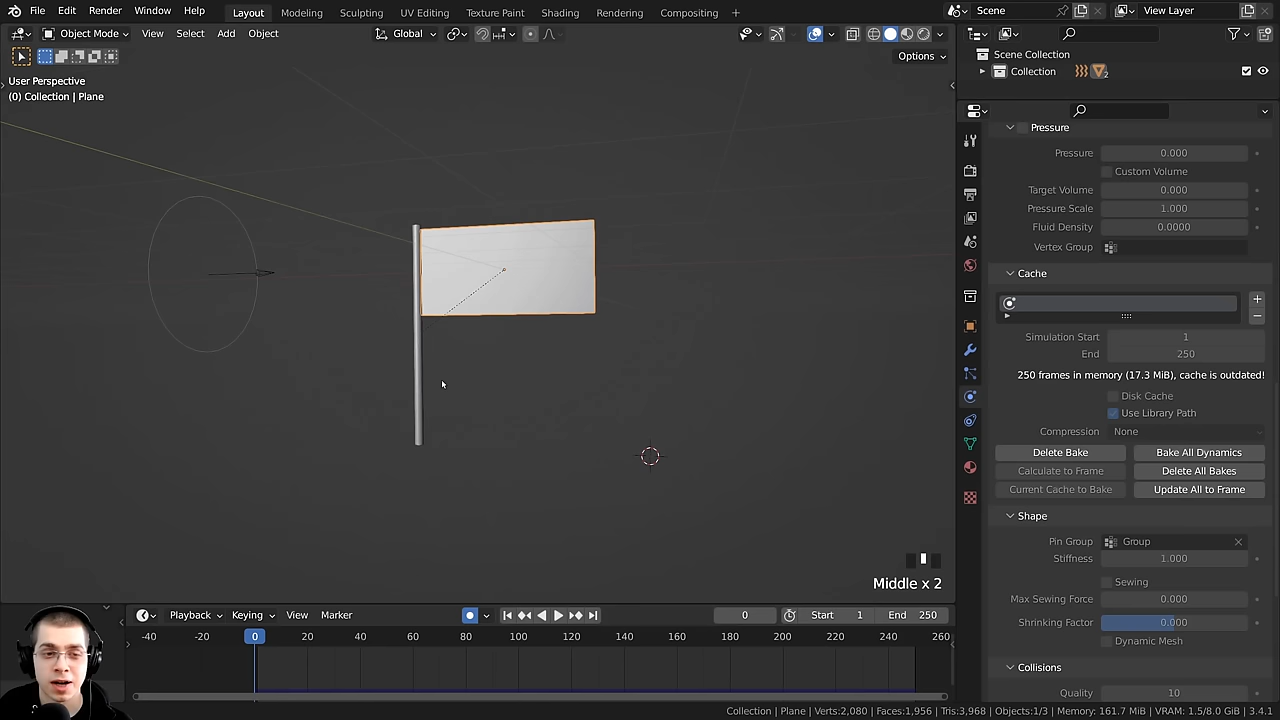 File Edit Render Window Help Layout Modeling Sculpting UV Editing Texture Paint Shading Rendering Compositing + Scene View Layer
Object Mode View Select Add Object Global
Options
User Perspective
(0) Collection | Plane
Scene Collection
Collection 2
Pressure
Pressure 0.000
Custom Volume
Target Volume 0.000
Pressure Scale 1.000
Fluid Density 0.0000
Vertex Group
Cache
Simulation Start 1
End 250
250 frames in memory (17.3 MiB), cache is outdated!
Disk Cache
Use Library Path
Compression None
Delete Bake Bake All Dynamics
Calculate to Frame Delete All Bakes
Current Cache to Bake Update All to Frame
Shape
Pin Group Group
Stiffness 1.000
Sewing
Max Sewing Force 0.000
Shrinking Factor 0.000
Dynamic Mesh
Collisions
Quality 10
Middle x 2
Playback Keying View Marker 0 Start 1 End 250
-40 -20 0 20 40 60 80 100 120 140 160 180 200 220 240 260
Collection | Plane | Verts:2,080 | Faces:1,956 | Tris:3,968 | Objects:1/3 | Memory: 161.7 MiB | VRAM: 1.5/8.0 GiB | 3.4.1